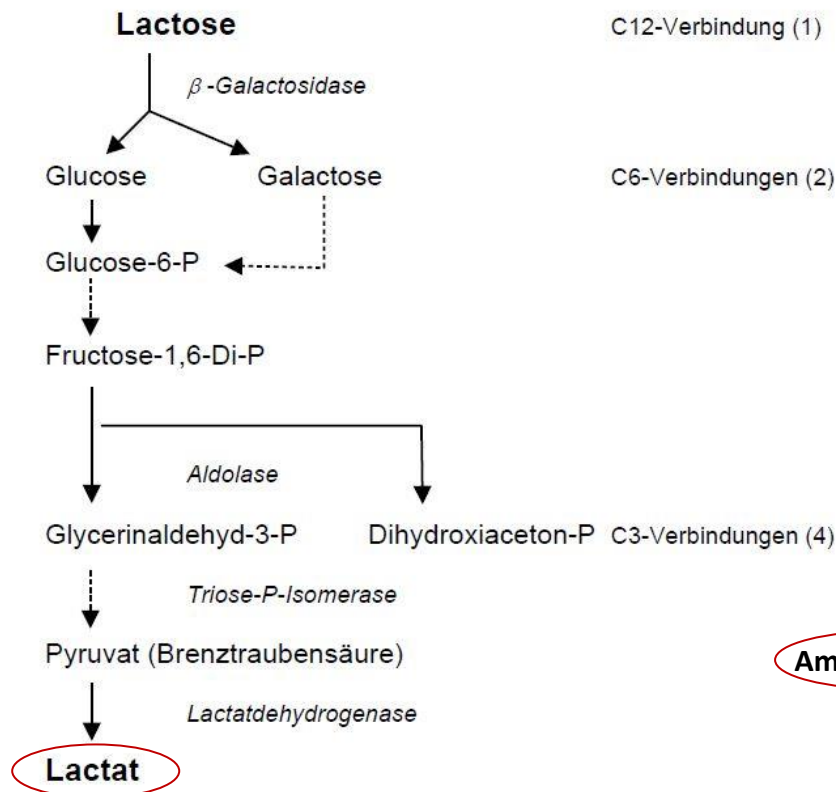 Lactose C12-Verbindung (1)
β-Galactosidase
Glucose Galactose C6-Verbindungen (2)
Glucose-6-P
Fructose-1,6-Di-P
Aldolase
Glycerinaldehyd-3-P Dihydroxiaceton-P C3-Verbindungen (4)
Triose-P-Isomerase
Pyruvat (Brenztraubensäure) Am
Lactatdehydrogenase
Lactat